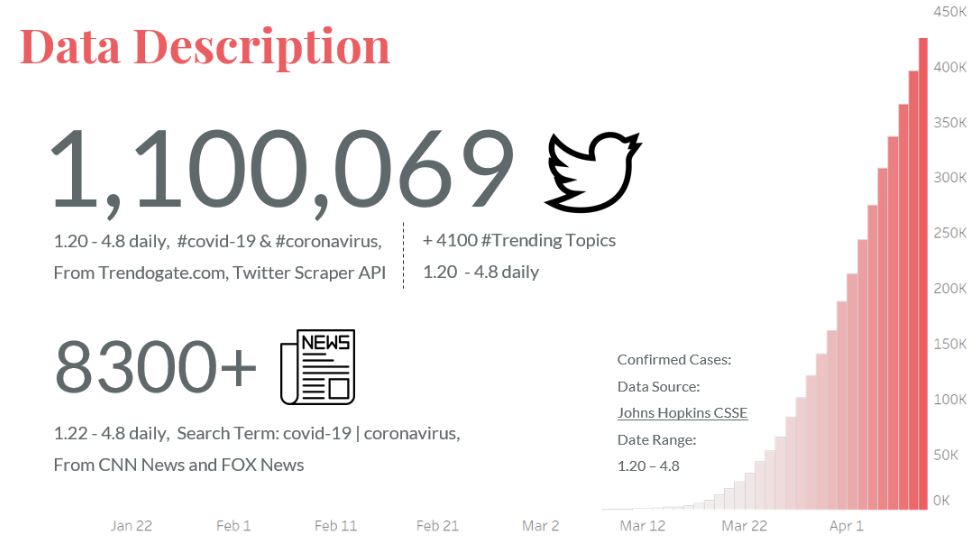 Data Description
1,100,069
1.20 - 4.8 daily, #covid-19 & #coronavirus,
From Trendogate.com, Twitter Scraper API
+ 4100 #Trending Topics
1.20 - 4.8 daily
8300+
NEWS
1.22 - 4.8 daily, Search Term: covid-19 | coronavirus,
From CNN News and FOX News
Confirmed Cases:
Data Source:
Johns Hopkins CSSE
Date Range:
1.20 – 4.8
450K
400K
350K
300K
250K
200K
150K
100K
50K
0K
Jan 22 Feb 1 Feb 11 Feb 21 Mar 2 Mar 12 Mar 22 Apr 1